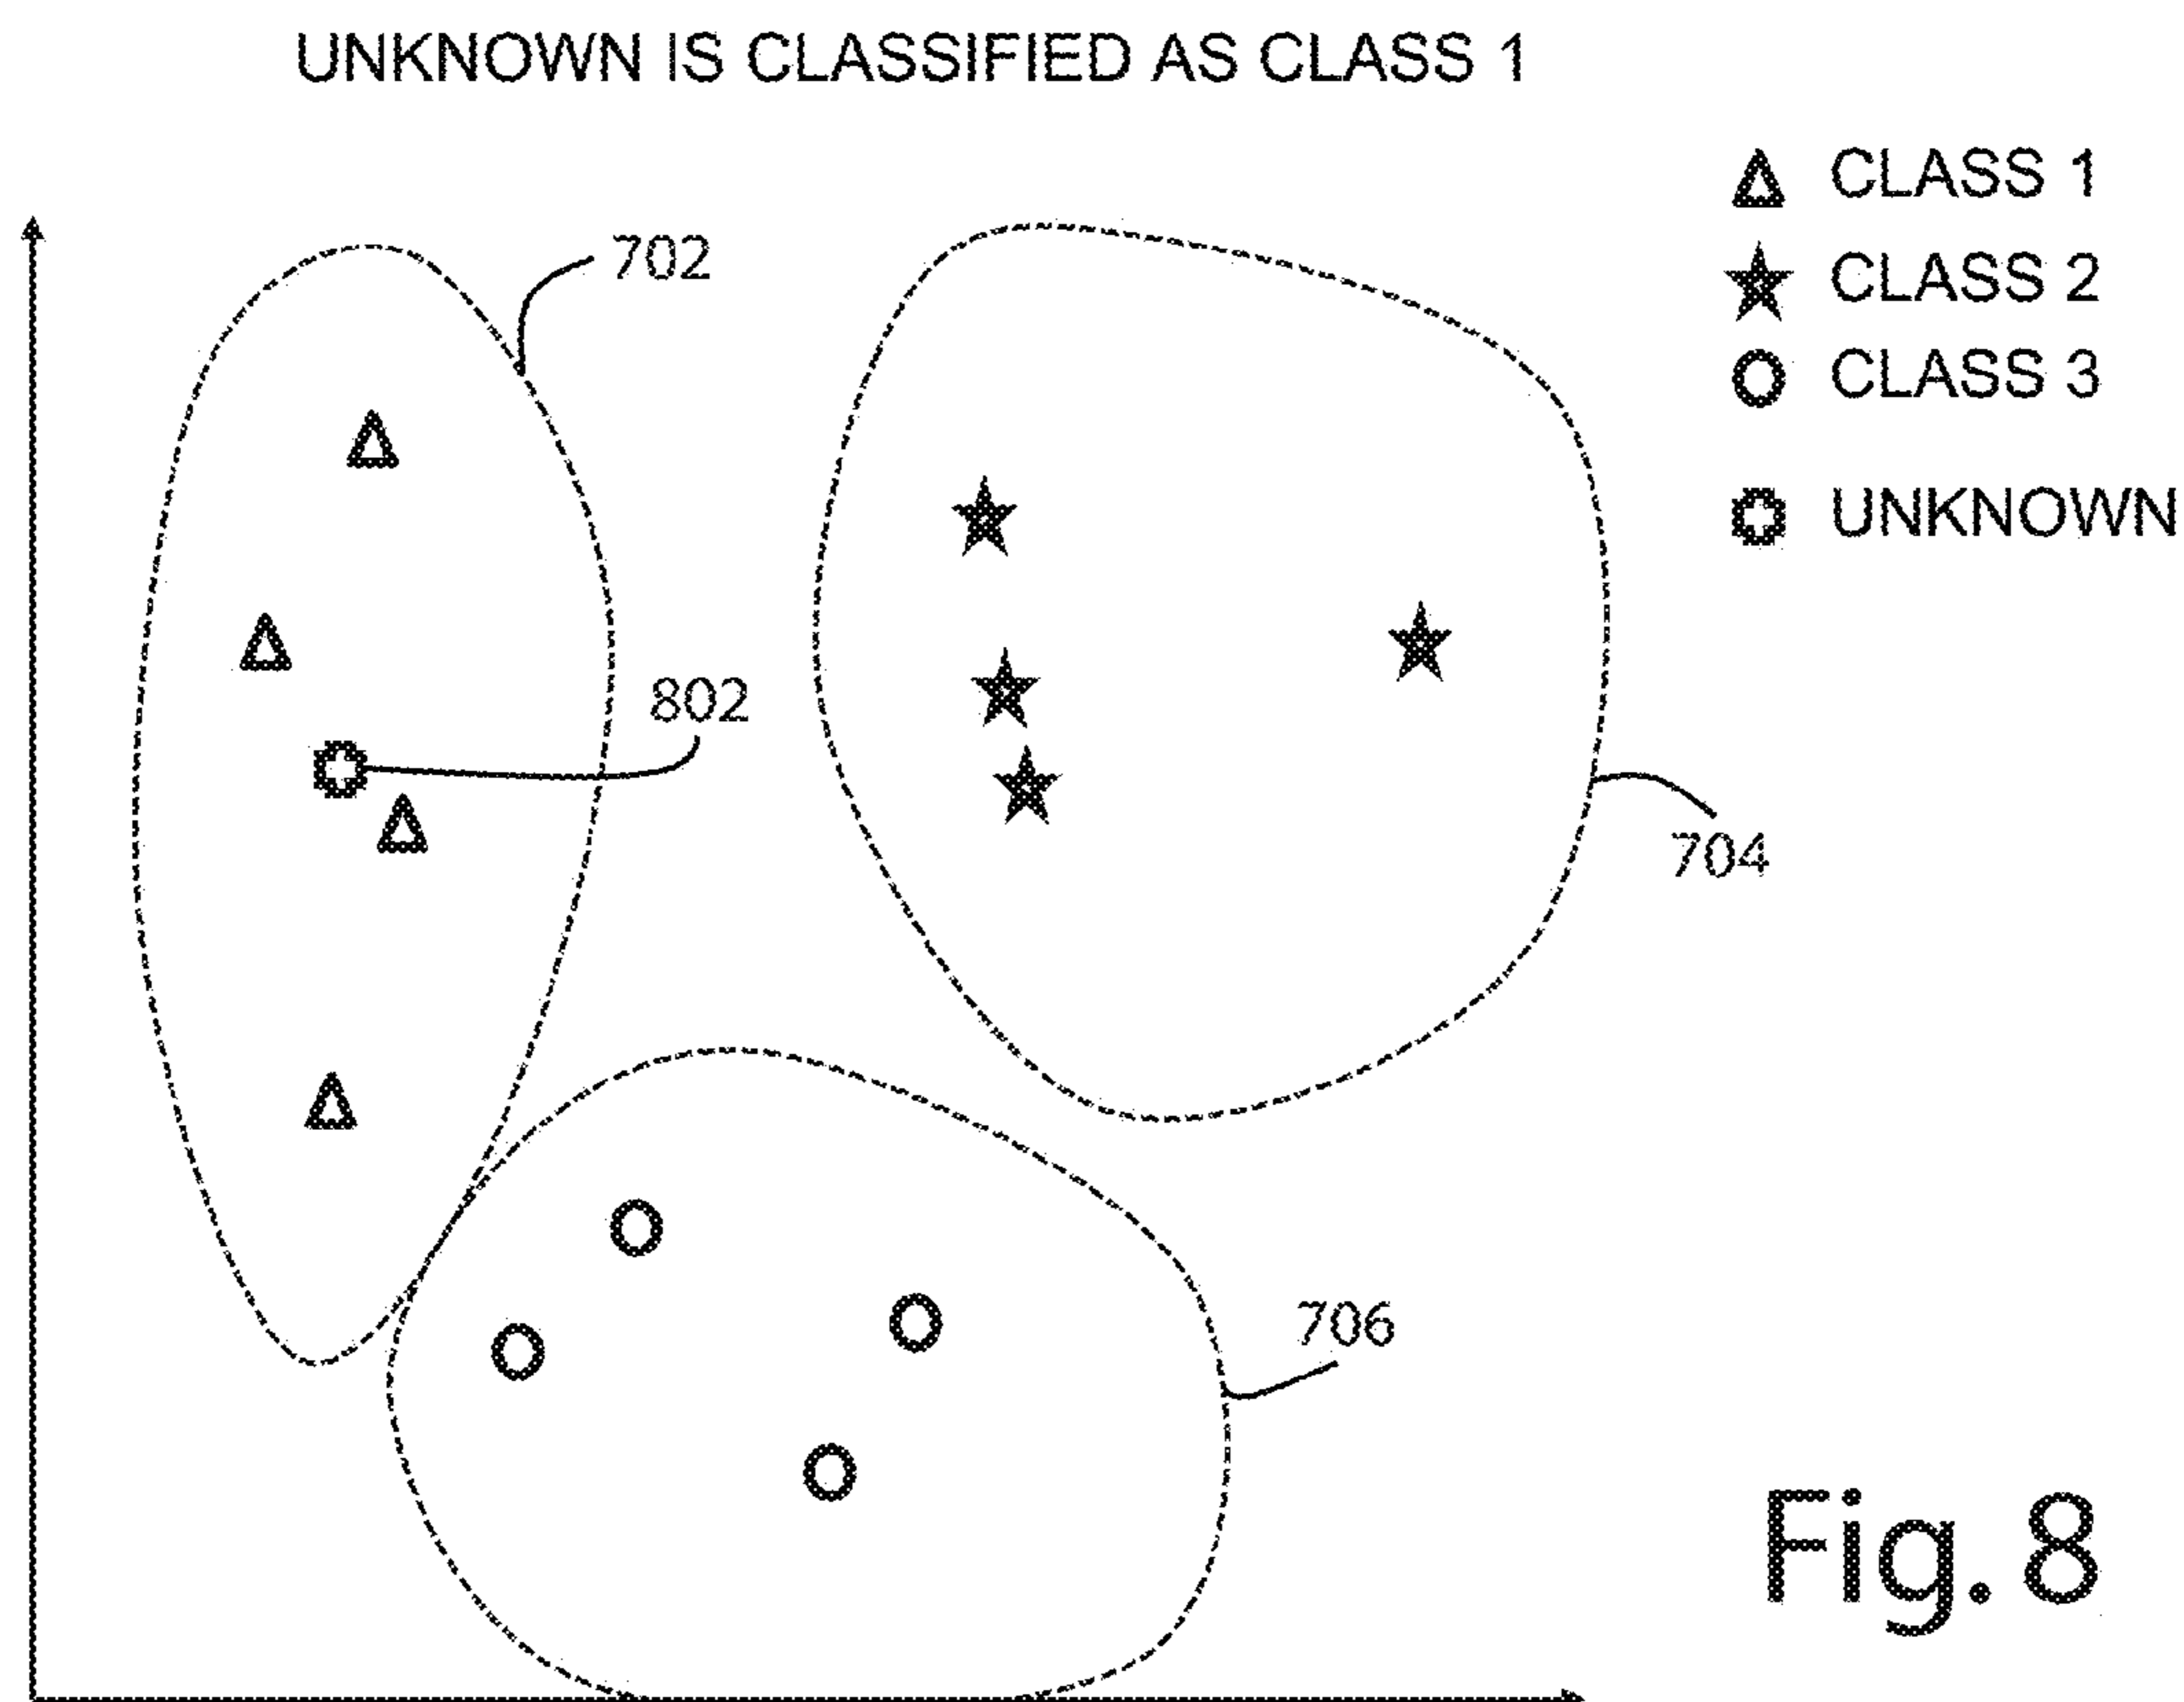 UNKNOWN IS CLASSIFIED AS CLASS 1
CLASS 1
CLASS 2
CLASS 3
UNKNOWN
702
802
704
706
Fig. 8